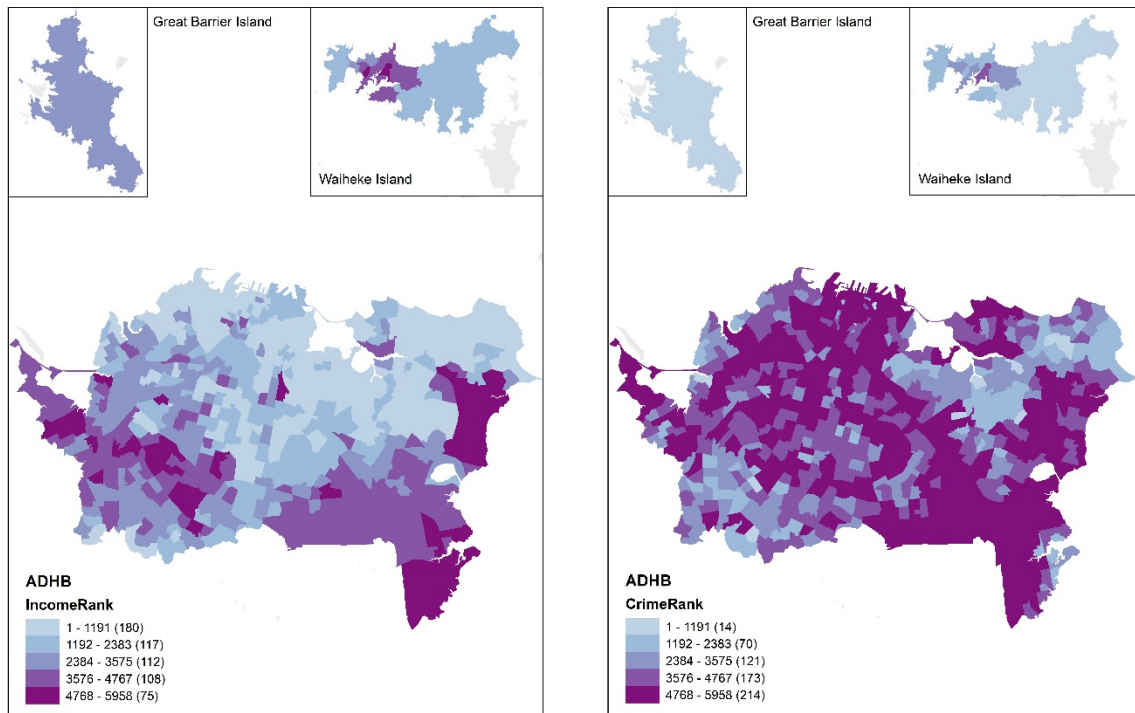 Great Barrier Island
Waiheke Island
ADHB
IncomeRank
1 - 1191 (180)
1192 - 2383 (117)
2384 - 3575 (112)
3576 - 4767 (108)
4768 - 5958 (75)
Great Barrier Island
Waiheke Island
ADHB
CrimeRank
1 - 1191 (14)
1192 - 2383 (70)
2384 - 3575 (121)
3576 - 4767 (173)
4768 - 5958 (214)